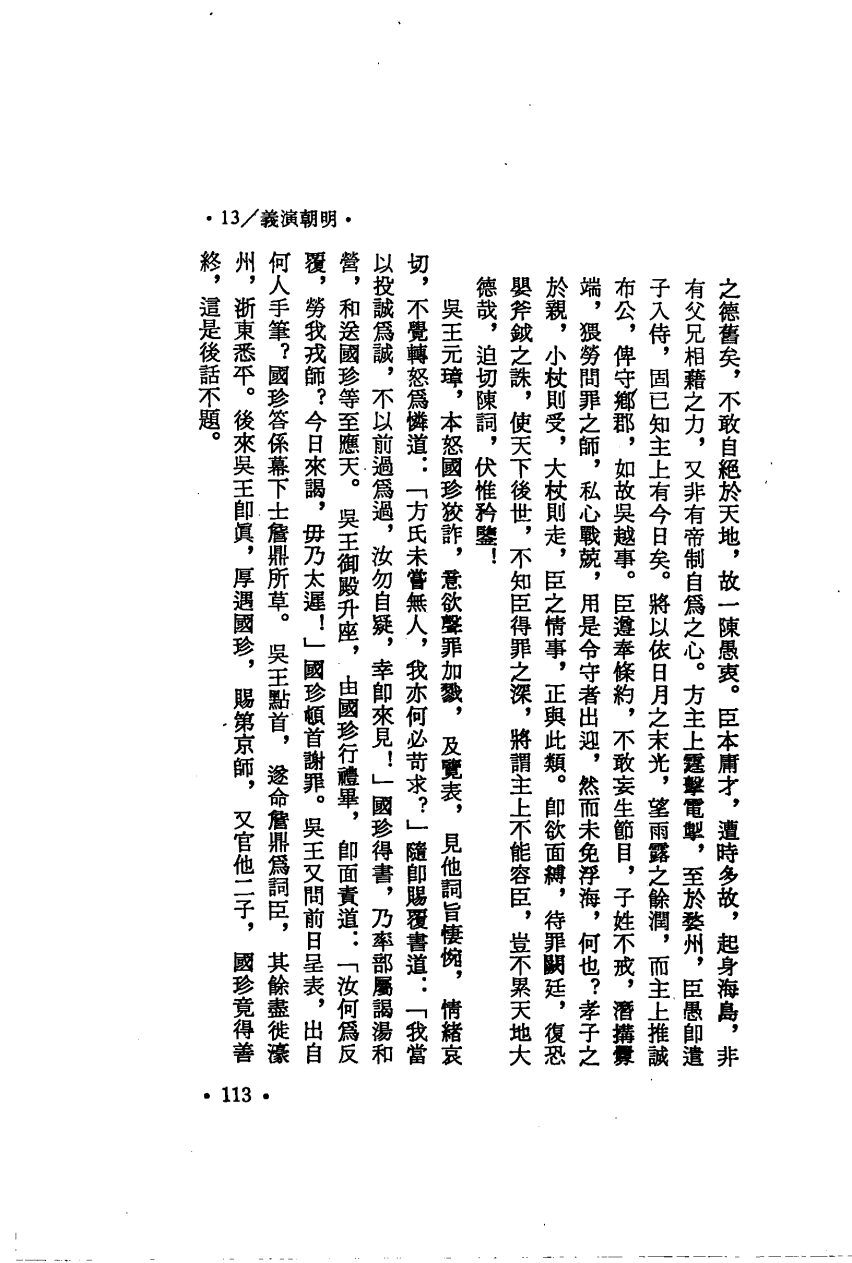 ·13/義演朝明·
之德舊矣，不敢自絕於天地，故一陳愚衷。臣本庸才，遭時多故，起身海島，非
有父兄相藉之力，又非有帝制自爲之心。方主上霆擊電掣，至於婺州，臣愚卽遣
子入侍，固已知主上有今日矣。將以依日月之末光，望雨露之餘潤，而主上推誠
布公，俾守鄉郡，如故吳越事。臣遵奉條約，不敢妄生節目，子姓不戒，潛搆釁
端，猥勞問罪之師，私心戰兢，用是令守者出迎，然而未免浮海，何也？孝子之
於親，小杖則受，大杖則走，臣之情事，正與此類。卽欲面縛，待罪闕廷，復恐
嬰斧鉞之誅，使天下後世，不知臣得罪之深，將謂主上不能容臣，豈不累天地大
德哉，迫切陳詞，伏惟矜鑒！
吳王元璋，本怒國珍狡詐，意欲聲罪加戮，及覽表，見他詞旨悽惋，情緒哀
切，不覺轉怒爲憐道：「方氏未嘗無人，我亦何必苛求？」隨卽賜覆書道：「我當
以投誠爲誠，不以前過爲過，汝勿自疑，幸卽來見！」國珍得書，乃率部屬謁湯和
營，和送國珍等至應天。吳王御殿升座，由國珍行禮畢，卽面責道：「汝何爲反
覆，勞我戎師？今日來謁，毋乃太遲！」國珍頓首謝罪。吳王又問前日呈表，出自
何人手筆？國珍答係幕下士詹鼎所草。吳王點首，遂命詹鼎爲詞臣，其餘盡徙濠
州，浙東悉平。後來吳王卽眞，厚遇國珍，賜第京師，又官他二子，國珍竟得善
終，這是後話不題。
·113·